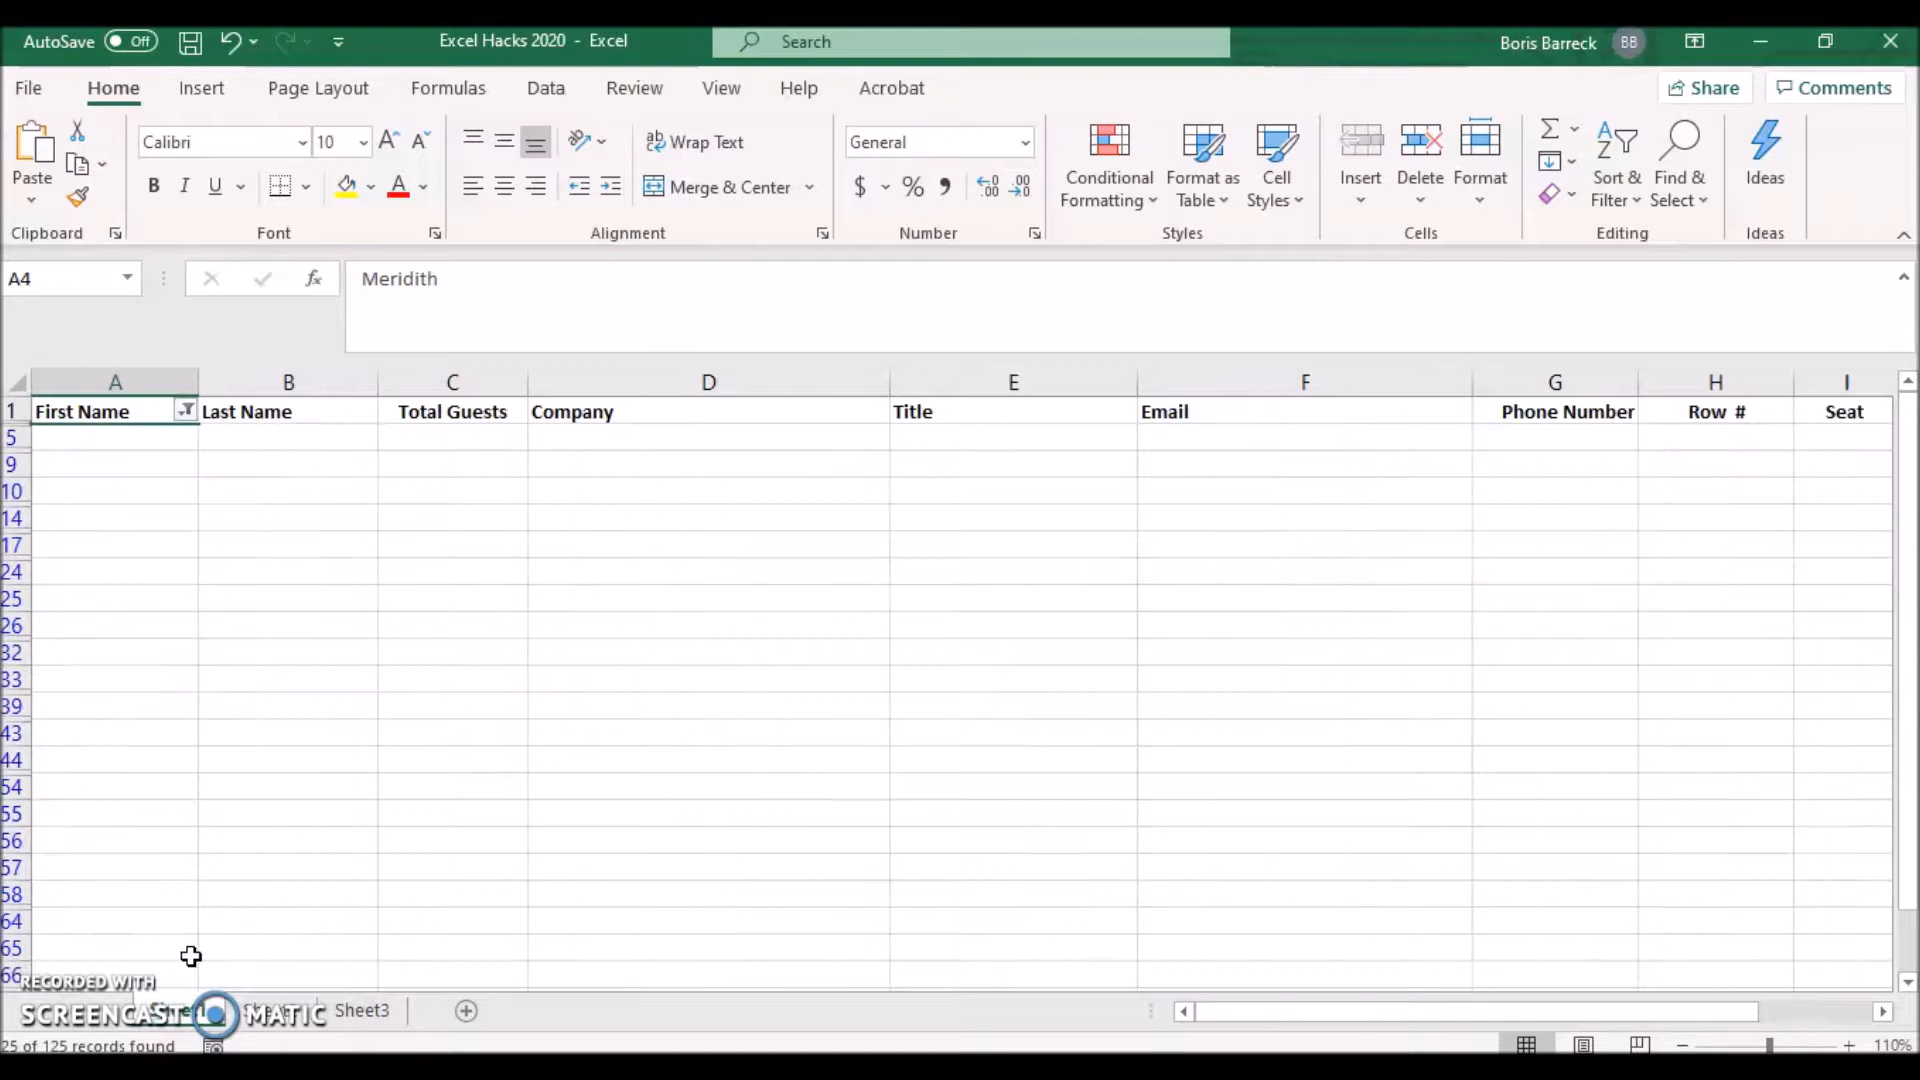 AutoSave Off Excel Hacks 2020 - Excel Search Boris Barreck BB
File Home Insert Page Layout Formulas Data Review View Help Acrobat Share Comments
Calibri 10 Wrap Text General
Paste B I U Merge & Center $ % Conditional Formatting Format as Table Cell Styles Insert Delete Format Sort & Filter Find & Select Ideas
Clipboard Font Alignment Number Styles Cells Editing Ideas
A4 fx Meridith
A B C D E F G H I
1 First Name Last Name Total Guests Company Title Email Phone Number Row # Seat
5
9
10
14
17
24
25
26
32
33
39
43
44
54
55
56
57
58
64
65
66
RECORDED WITH
SCREENCAST MATIC
Sheet3
25 of 125 records found 110%